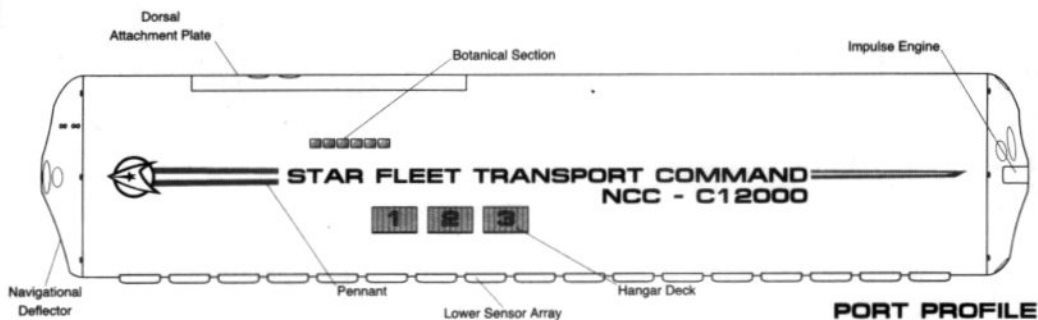 Dorsal
Attachment Plate
Botanical Section
Impulse Engine
STAR FLEET TRANSPORT COMMAND
NCC - C12000
1 2 3
Navigational
Deflector
Pennant
Lower Sensor Array
Hangar Deck
PORT PROFILE